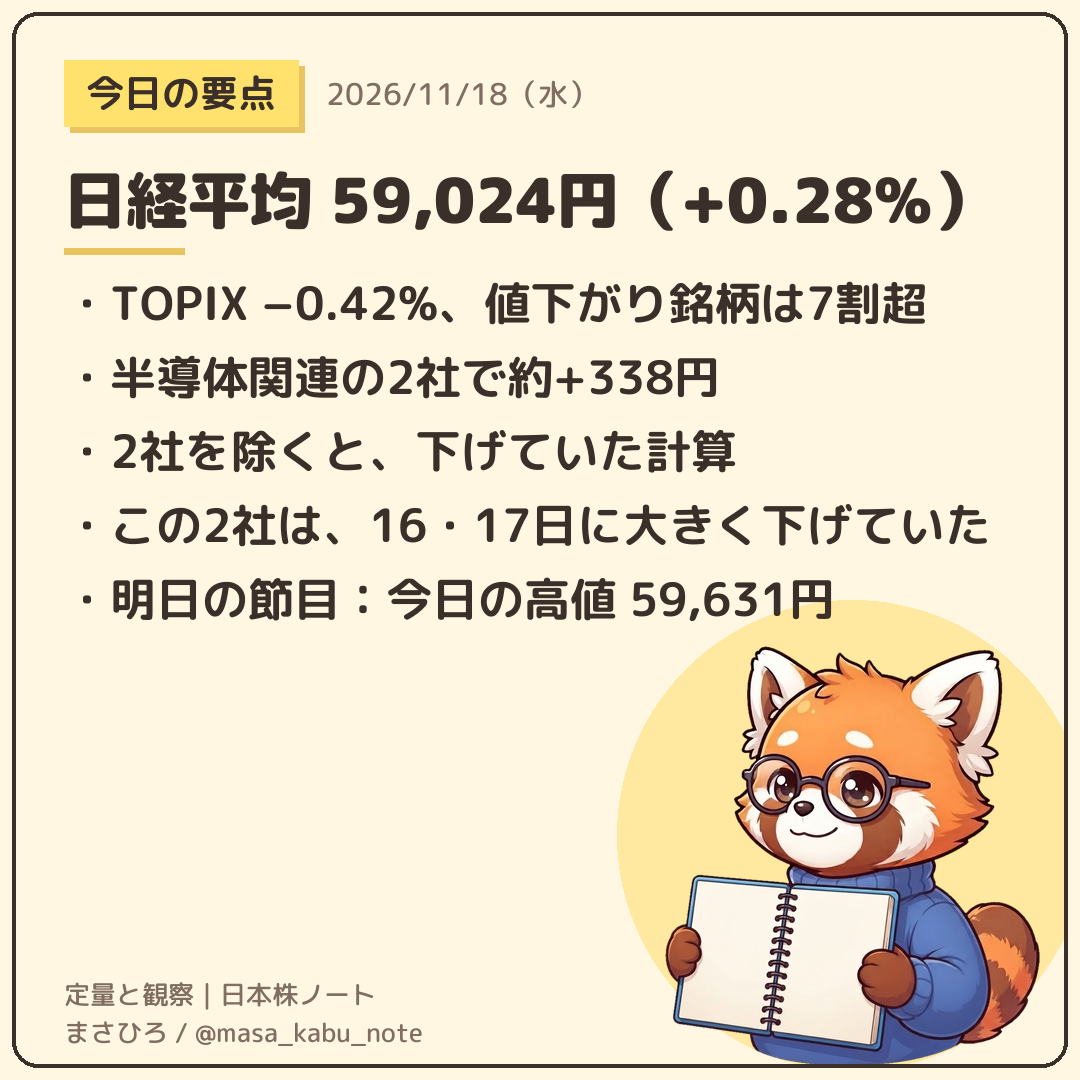 今日の要点 2026/11/18（水）
日経平均 59,024円（+0.28%）
・TOPIX −0.42%、値下がり銘柄は7割超
・半導体関連の2社で約+338円
・2社を除くと、下げていた計算
・この2社は、16・17日に大きく下げていた
・明日の節目：今日の高値 59,631円
定量と観察 | 日本株ノート
まさひろ / @masa_kabu_note